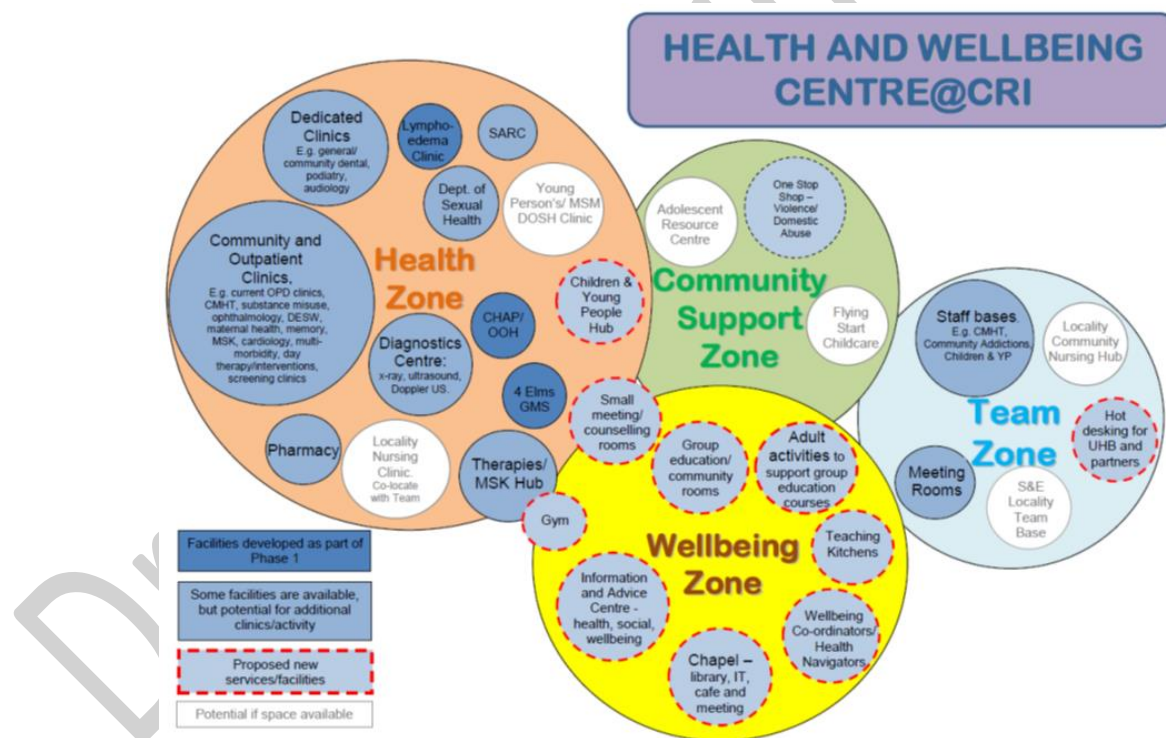 HEALTH AND WELLBEING
CENTRE@CRI
Dedicated
Clinics
E.g. general/
community dental,
podiatry,
audiology
Lympho-
edema
Clinic
SARC
Dept. of
Sexual
Health
Young
Person's/ MSM
DOSH Clinic
Community and
Outpatient
Clinics,
E.g. current OPD clinics,
CMHT, substance misuse,
ophthalmology, DESW,
maternal health, memory,
MSK, cardiology, multi-
morbidity, day
therapy/interventions,
screening clinics
Health
Zone
Children &
Young
People
Hub
CHAP/
OOH
Diagnostics
Centre:
x-ray, ultrasound,
Doppler US.
4 Elms
GMS
Pharmacy
Locality
Nursing
Clinic.
Co-locate
with Team
Therapies/
MSK Hub
Small
meeting/
counselling
rooms
Gym
Adolescent
Resource
Centre
One Stop
Shop –
Violence/
Domestic
Abuse
Community
Support
Zone
Flying
Start
Childcare
Staff bases.
E.g. CMHT,
Community Addictions,
Children & YP
Locality
Community
Nursing Hub
Team
Zone
Hot
desking for
UHB and
partners
Meeting
Rooms
S&E
Locality
Team
Base
Group
education/
community
rooms
Adult
activities to
support group
education
courses
Wellbeing
Zone
Teaching
Kitchens
Information
and Advice
Centre -
health, social,
wellbeing
Wellbeing
Co-ordinators/
Health
Navigators
Chapel –
library, IT,
cafe and
meeting
Facilities developed as part of
Phase 1
Some facilities are available,
but potential for additional
clinics/activity
Proposed new
services/facilities
Potential if space available